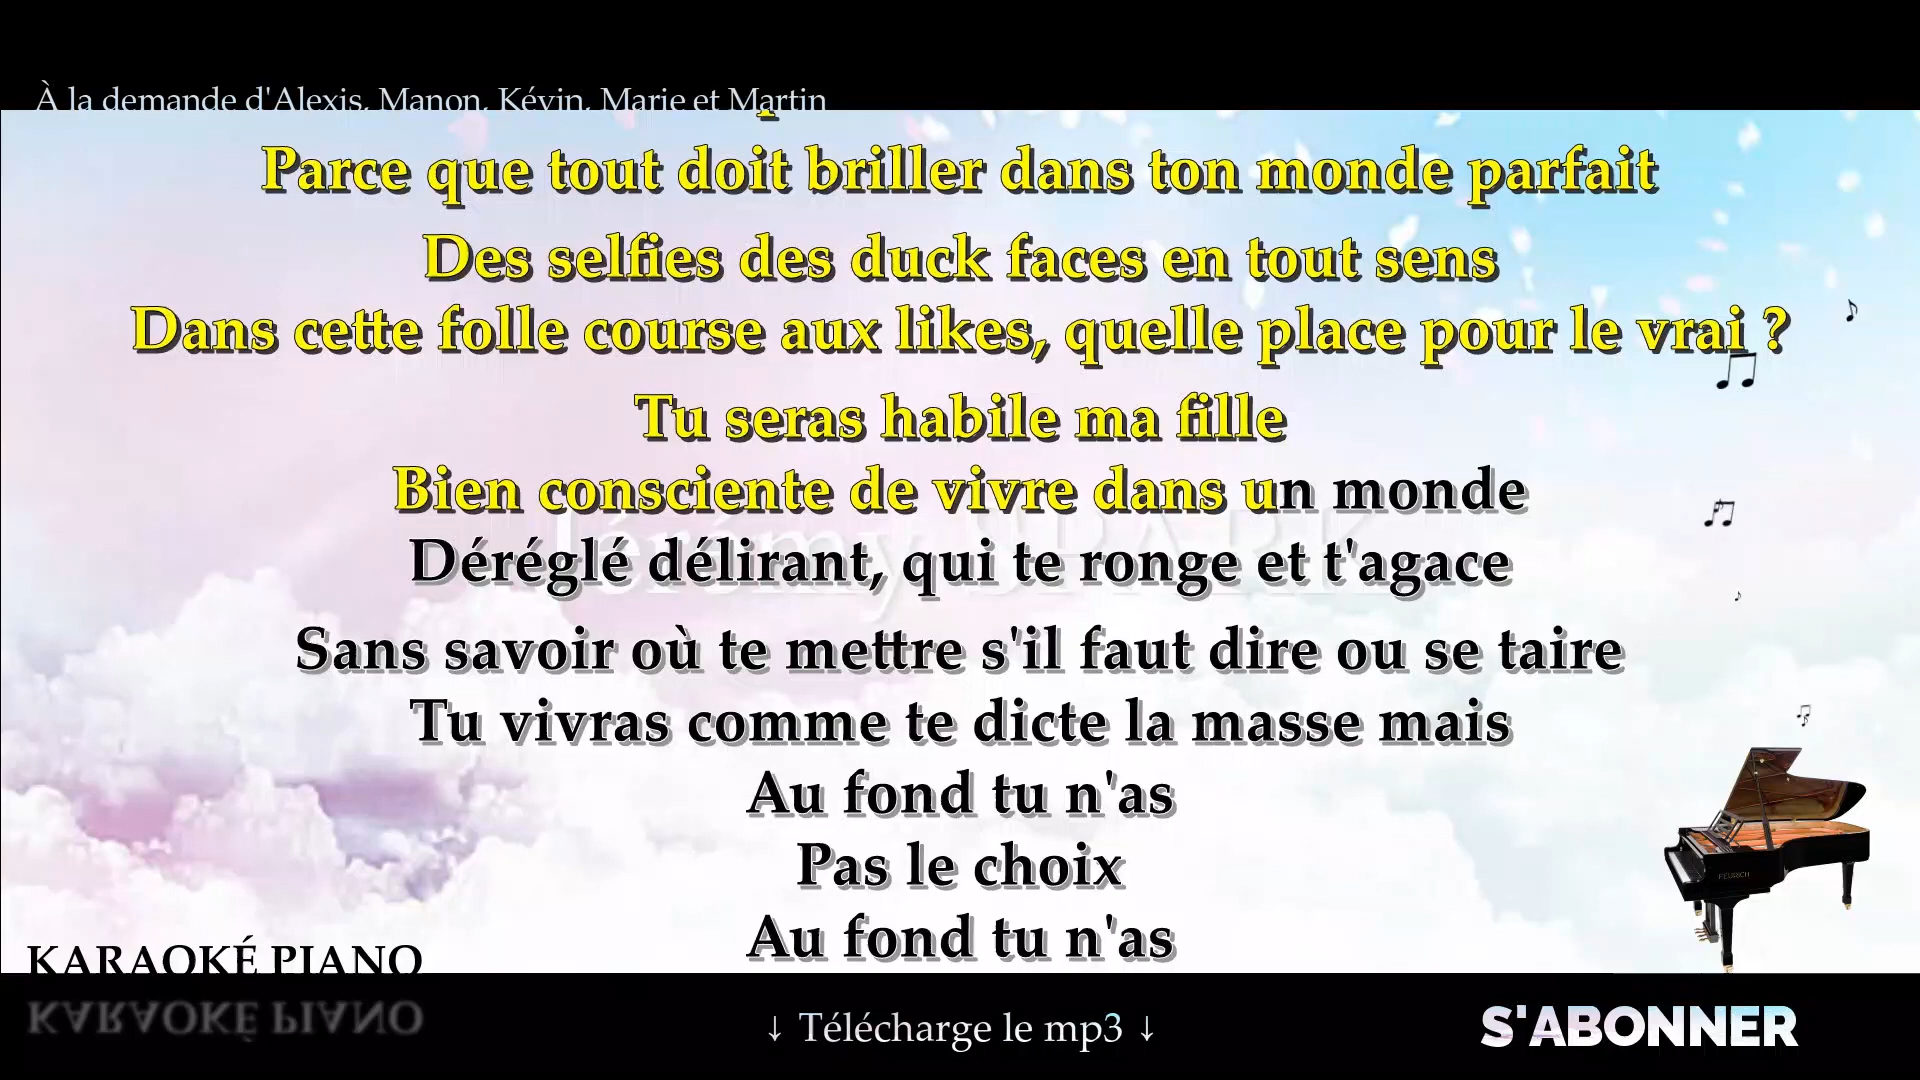 À la demande d'Alexis, Manon, Kévin, Marie et Martin
Parce que tout doit briller dans ton monde parfait
Des selfies des duck faces en tout sens
Dans cette folle course aux likes, quelle place pour le vrai ?
Tu seras habile ma fille
Bien consciente de vivre dans un monde
Déréglé délirant, qui te ronge et t'agace
Jérémy SPARK
Sans savoir où te mettre s'il faut dire ou se taire
Tu vivras comme te dicte la masse mais
Au fond tu n'as
Pas le choix
Au fond tu n'as
KARAOKÉ PIANO
↓ Télécharge le mp3 ↓
S'ABONNER
FEURICH